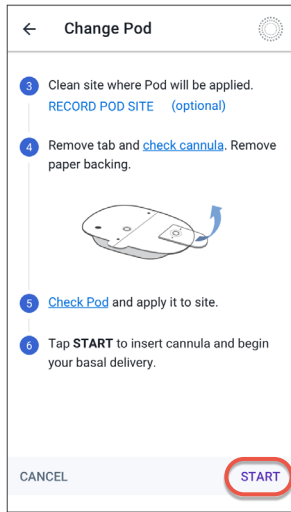 Change Pod
3 Clean site where Pod will be applied.
RECORD POD SITE (optional)
4 Remove tab and check cannula. Remove
paper backing.
5 Check Pod and apply it to site.
6 Tap START to insert cannula and begin
your basal delivery.
CANCEL START